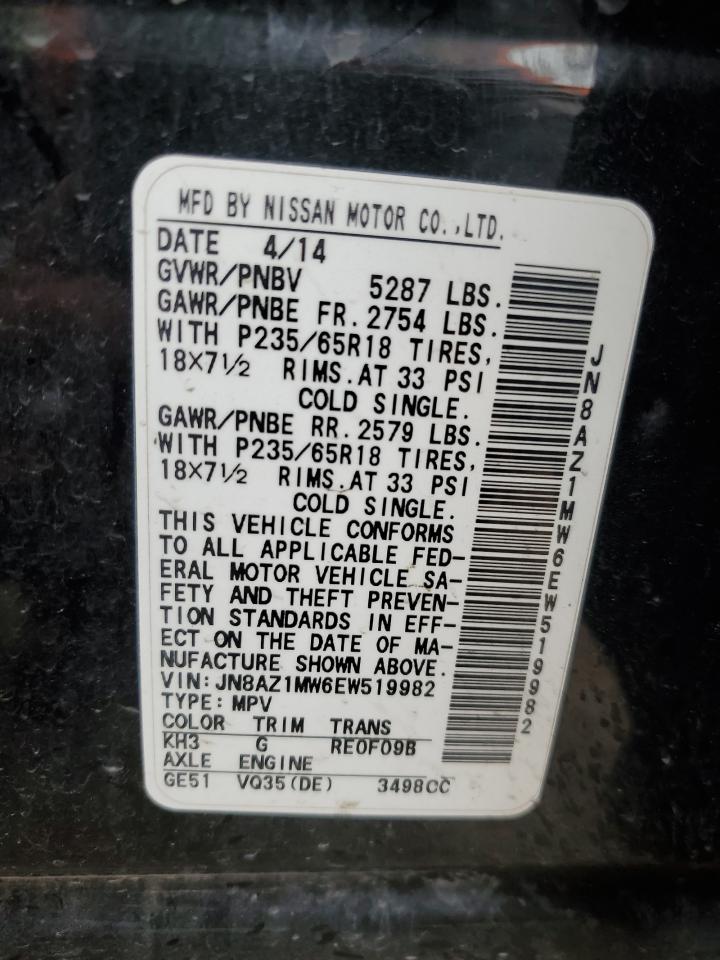 MFD BY NISSAN MOTOR CO.,LTD.
DATE 4/14
GVWR/PNBV 5287 LBS.
GAWR/PNBE FR. 2754 LBS.
WITH P235/65R18 TIRES,
18X7½ RIMS. AT 33 PSI
COLD SINGLE.
GAWR/PNBE RR. 2579 LBS.
WITH P235/65R18 TIRES,
18X7½ RIMS. AT 33 PSI
COLD SINGLE.
THIS VEHICLE CONFORMS
TO ALL APPLICABLE FED-
ERAL MOTOR VEHICLE SA-
FETY AND THEFT PREVEN-
TION STANDARDS IN EFF-
ECT ON THE DATE OF MA-
NUFACTURE SHOWN ABOVE.
VIN: JN8AZ1MW6EW519982
TYPE: MPV
COLOR TRIM TRANS
KH3 G RE0F09B
AXLE ENGINE
GE51 VQ35(DE) 3498CC
JN8AZ1MW6EW519982